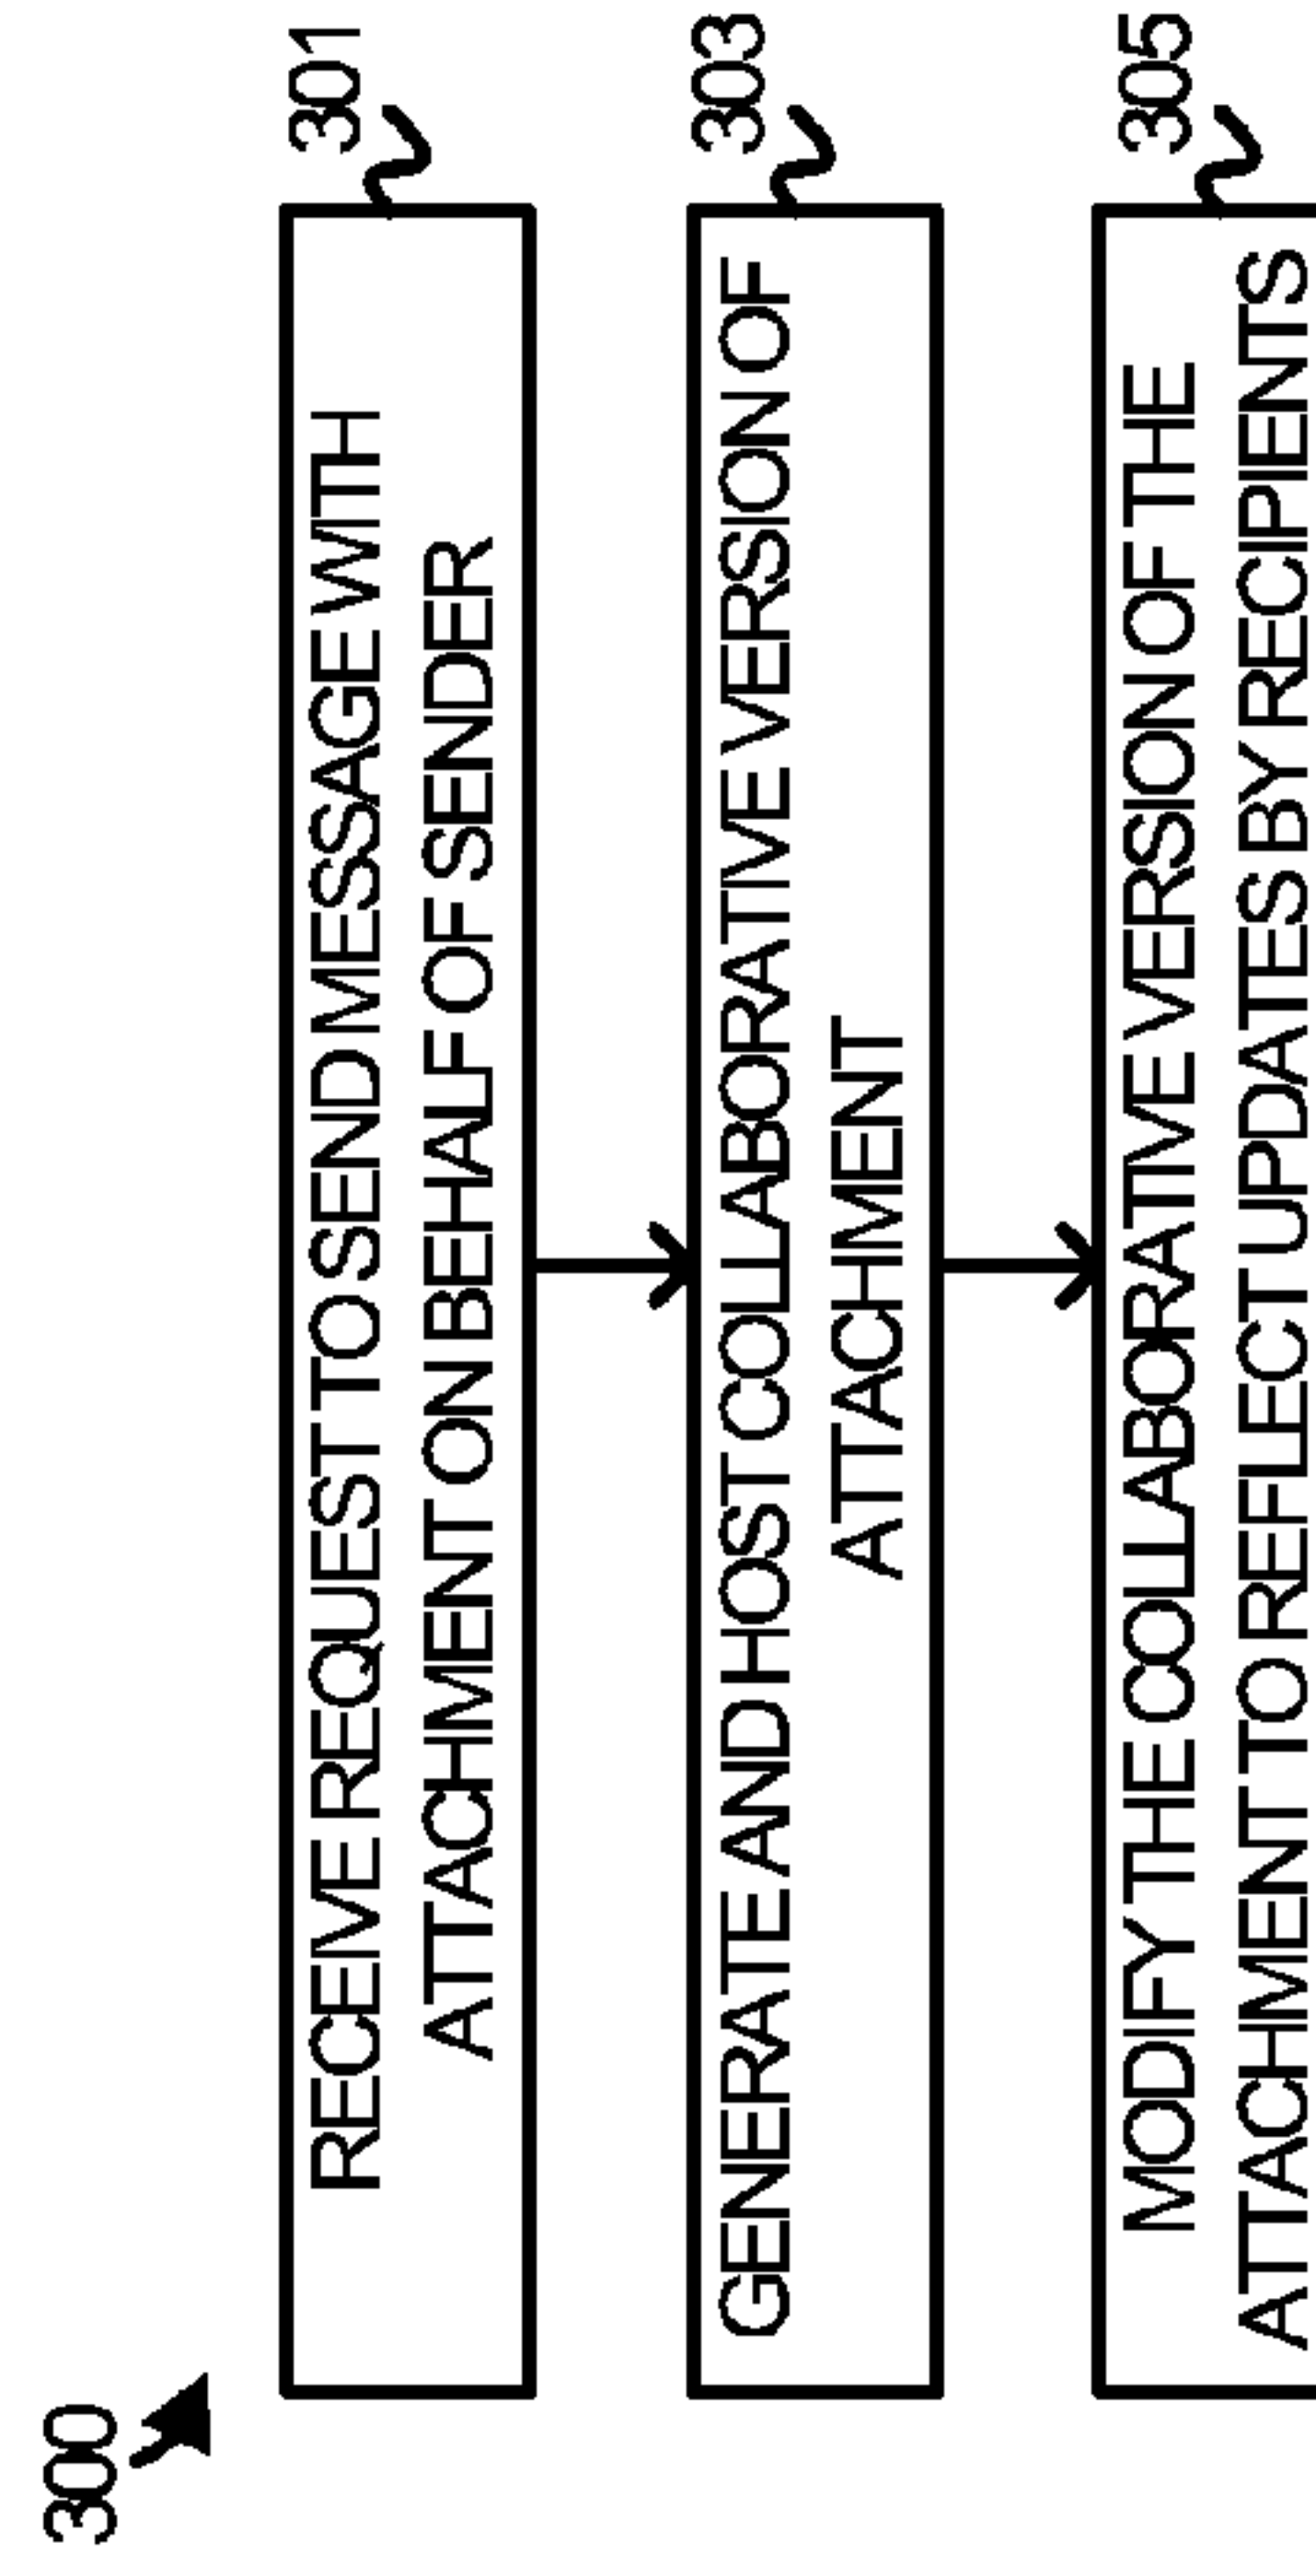 300
RECEIVE REQUEST TO SEND MESSAGE WITH
ATTACHMENT ON BEHALF OF SENDER
301
GENERATE AND HOST COLLABORATIVE VERSION OF
ATTACHMENT
303
MODIFY THE COLLABORATIVE VERSION OF THE
ATTACHMENT TO REFLECT UPDATES BY RECIPIENTS
305